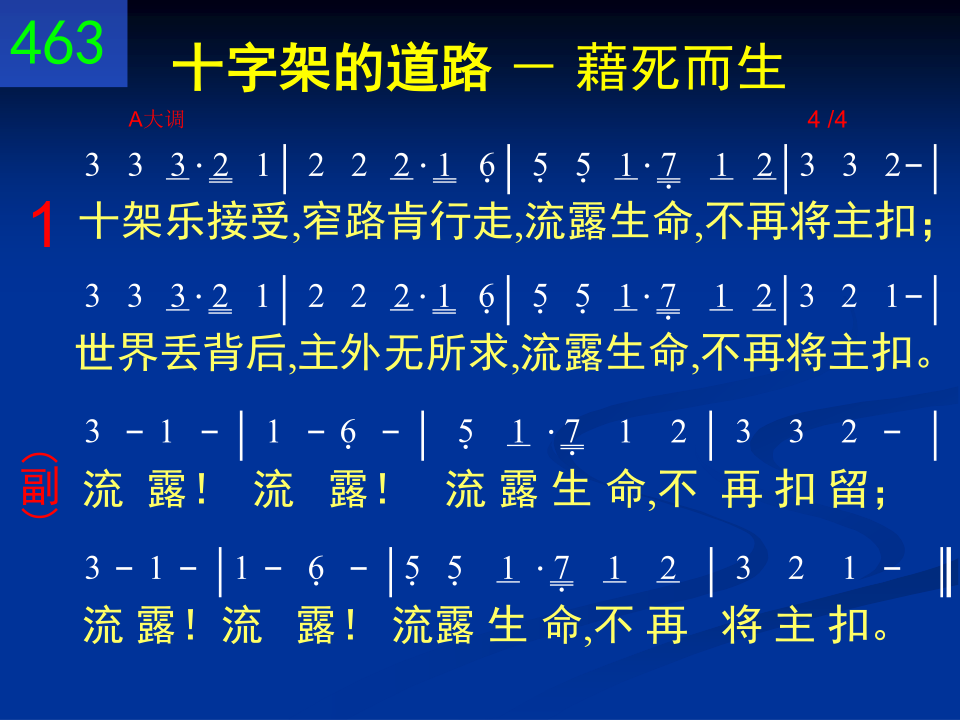 463
十字架的道路 － 藉死而生
A大调 4 /4
3 3 3 · 2 1 | 2 2 2 · 1 6̣ | 5̣ 5̣ 1 · 7̣ 1 2 | 3 3 2 － |
1 十架乐接受,窄路肯行走,流露生命,不再将主扣；
3 3 3 · 2 1 | 2 2 2 · 1 6̣ | 5̣ 5̣ 1 · 7̣ 1 2 | 3 2 1 － |
世界丢背后,主外无所求,流露生命,不再将主扣。
3 － 1 － | 1 － 6̣ － | 5̣ 1 · 7̣ 1 2 | 3 3 2 － |
（副） 流 露！ 流 露！ 流 露 生 命,不 再 扣 留；
3 － 1 － | 1 － 6̣ － | 5̣ 5̣ 1 · 7̣ 1 2 | 3 2 1 － ‖
流 露！流 露！ 流露 生 命,不 再 将 主 扣。